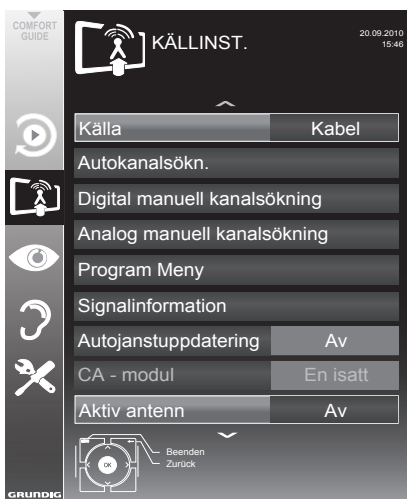 COMFORT
GUIDE
KÄLLINST.
20.09.2010
15:46
Källa Kabel
Autokanalsökn.
Digital manuell kanalsökning
Analog manuell kanalsökning
Program Meny
Signalinformation
Autojanstuppdatering Av
CA - modul En isatt
Aktiv antenn Av
OK
Beenden
Zurück
GRUNDIG